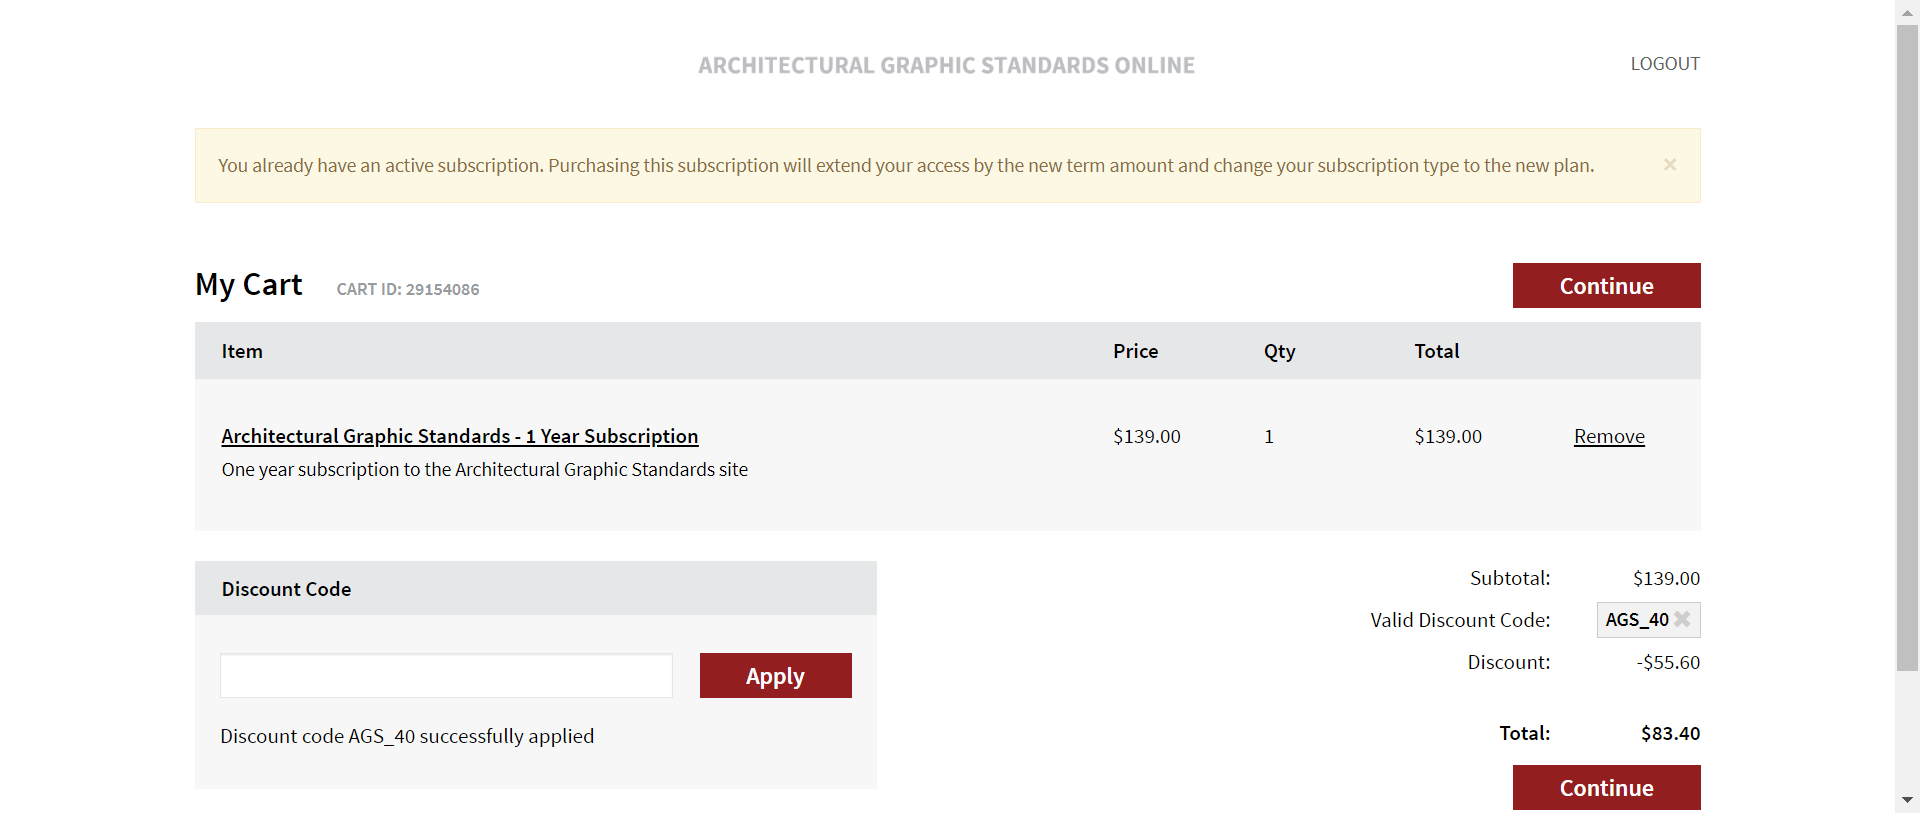 ARCHITECTURAL GRAPHIC STANDARDS ONLINE
LOGOUT
You already have an active subscription. Purchasing this subscription will extend your access by the new term amount and change your subscription type to the new plan. ×
My Cart CART ID: 29154086 Continue
Item Price Qty Total
Architectural Graphic Standards - 1 Year Subscription $139.00 1 $139.00 Remove
One year subscription to the Architectural Graphic Standards site
Discount Code
Apply
Discount code AGS_40 successfully applied
Subtotal: $139.00
Valid Discount Code: AGS_40 ✖
Discount: -$55.60
Total: $83.40
Continue